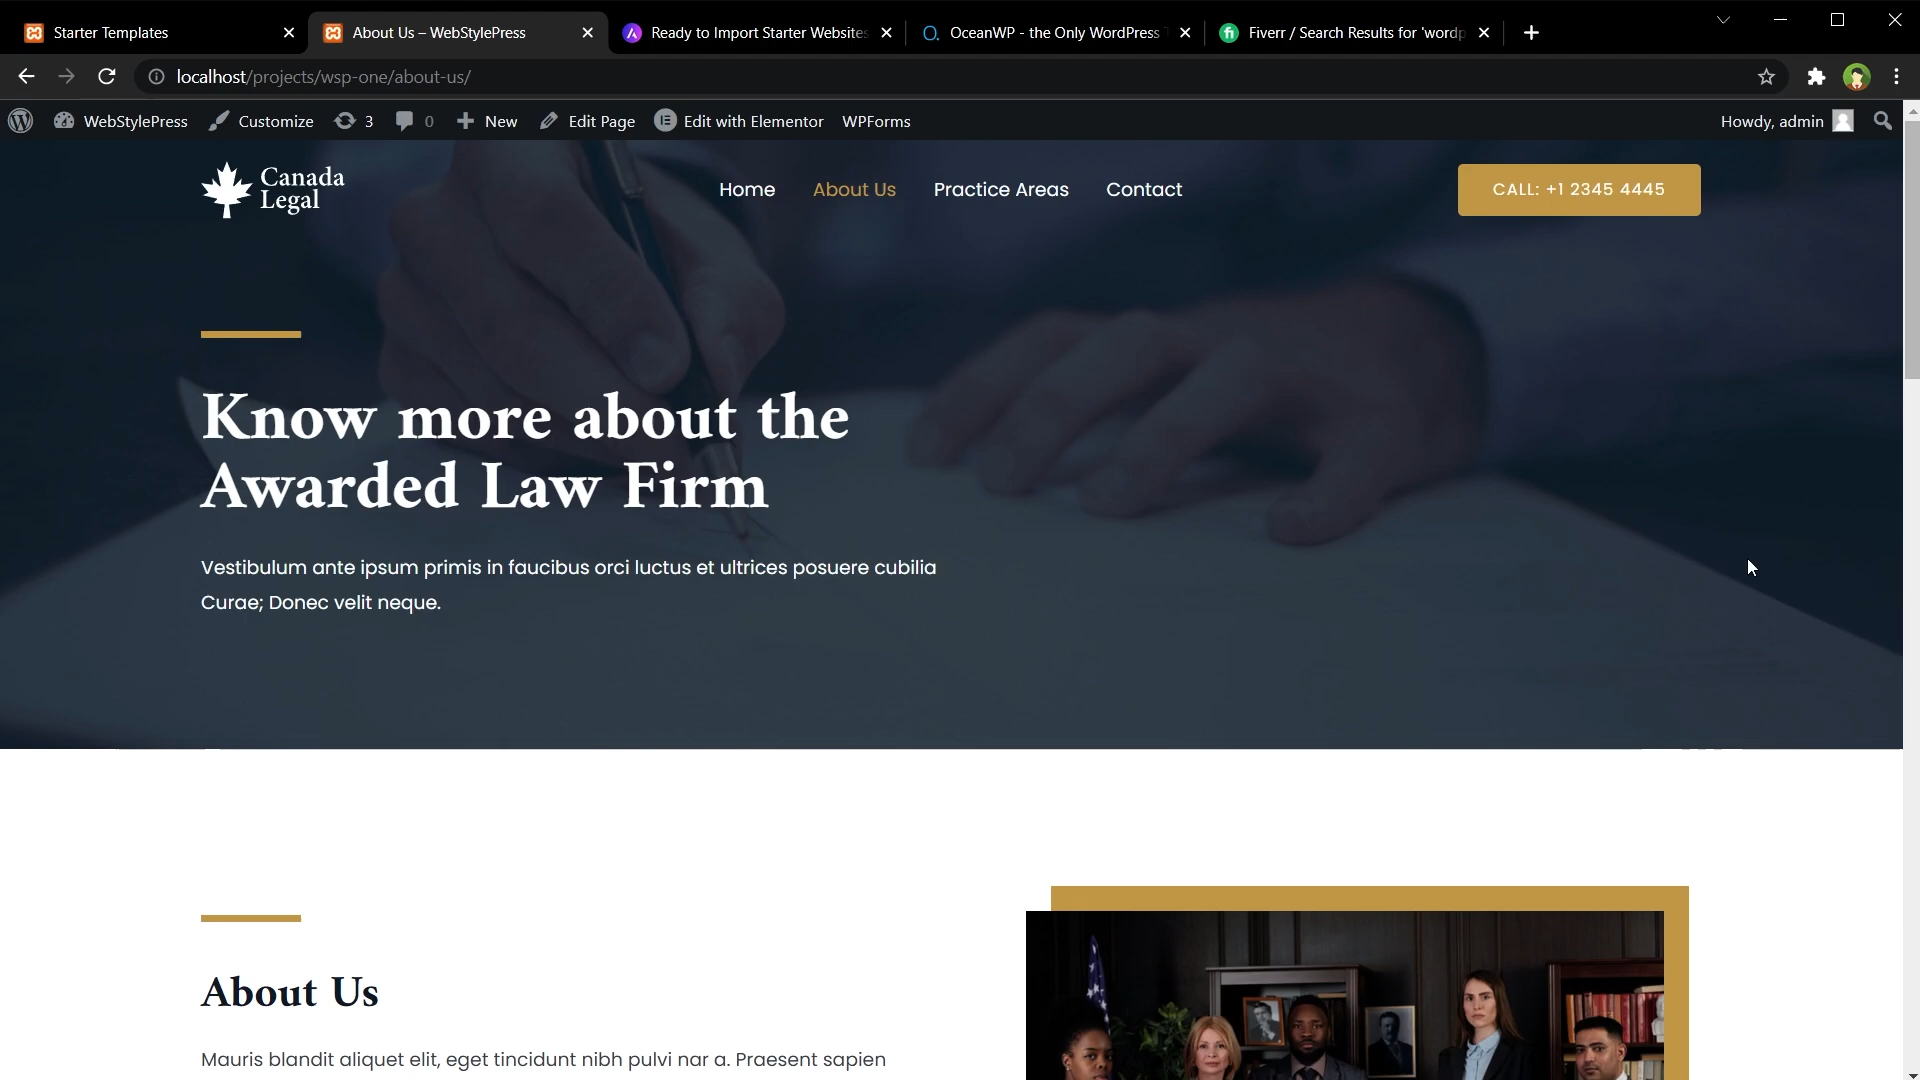 Starter Templates
About Us – WebStylePress
Ready to Import Starter Websites
OceanWP - the Only WordPress
Fiverr / Search Results for 'wordp
localhost/projects/wsp-one/about-us/
WebStylePress
Customize
3
0
New
Edit Page
Edit with Elementor
WPForms
Howdy, admin
Canada
Legal
Home
About Us
Practice Areas
Contact
CALL: +1 2345 4445
Know more about the
Awarded Law Firm
Vestibulum ante ipsum primis in faucibus orci luctus et ultrices posuere cubilia
Curae; Donec velit neque.
About Us
Mauris blandit aliquet elit, eget tincidunt nibh pulvi nar a. Praesent sapien